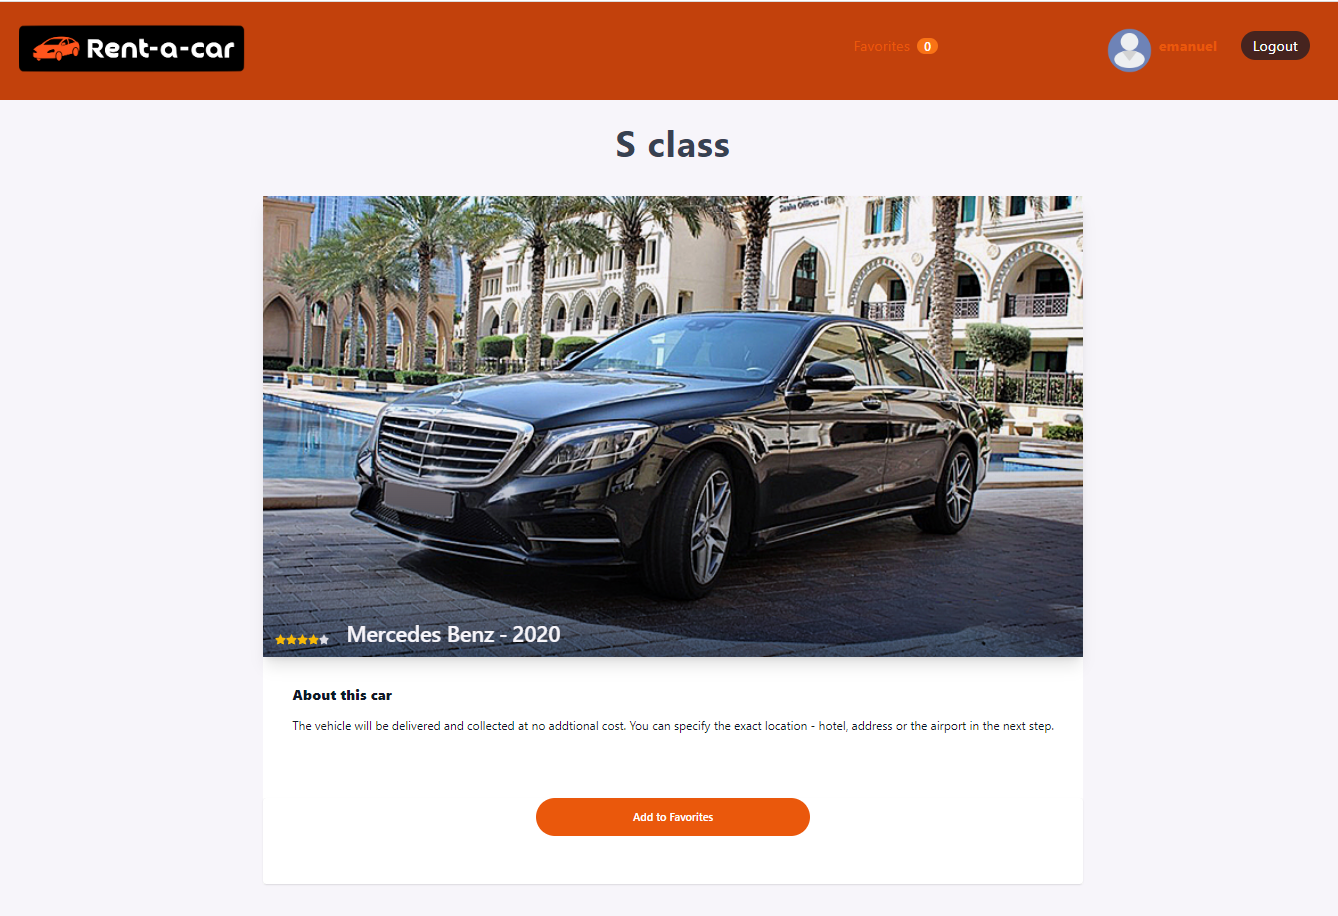 Rent-a-car
Favorites 0
emanuel
Logout
S class
Mercedes Benz - 2020
About this car
The vehicle will be delivered and collected at no addtional cost. You can specify the exact location - hotel, address or the airport in the next step.
Add to Favorites